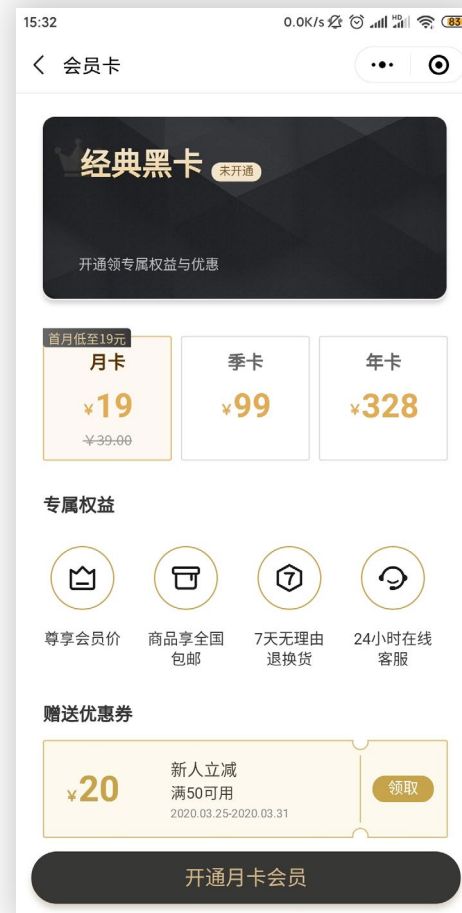 15:32
0.0K/s
HD
83
会员卡
经典黑卡 未开通
开通领专属权益与优惠
首月低至19元
月卡 季卡 年卡
¥19 ¥99 ¥328
¥39.00
专属权益
7
尊享会员价 商品享全国 7天无理由 24小时在线
包邮 退换货 客服
赠送优惠券
新人立减
¥20 满50可用 领取
2020.03.25-2020.03.31
开通月卡会员